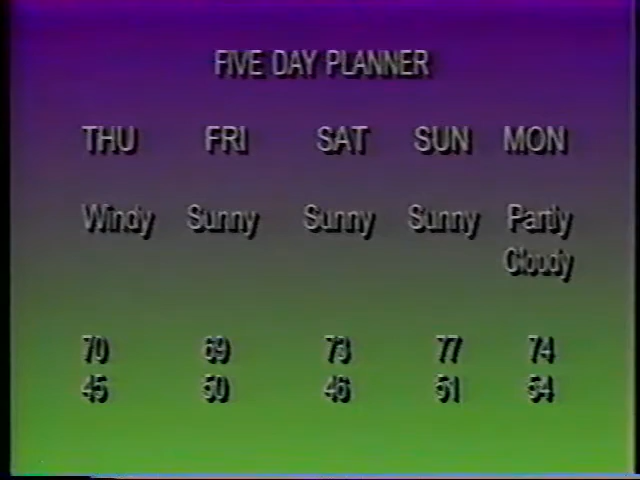 FIVE DAY PLANNER
THU FRI SAT SUN MON
Windy Sunny Sunny Sunny Partly
Cloudy
70 69 73 77 74
45 50 46 51 54